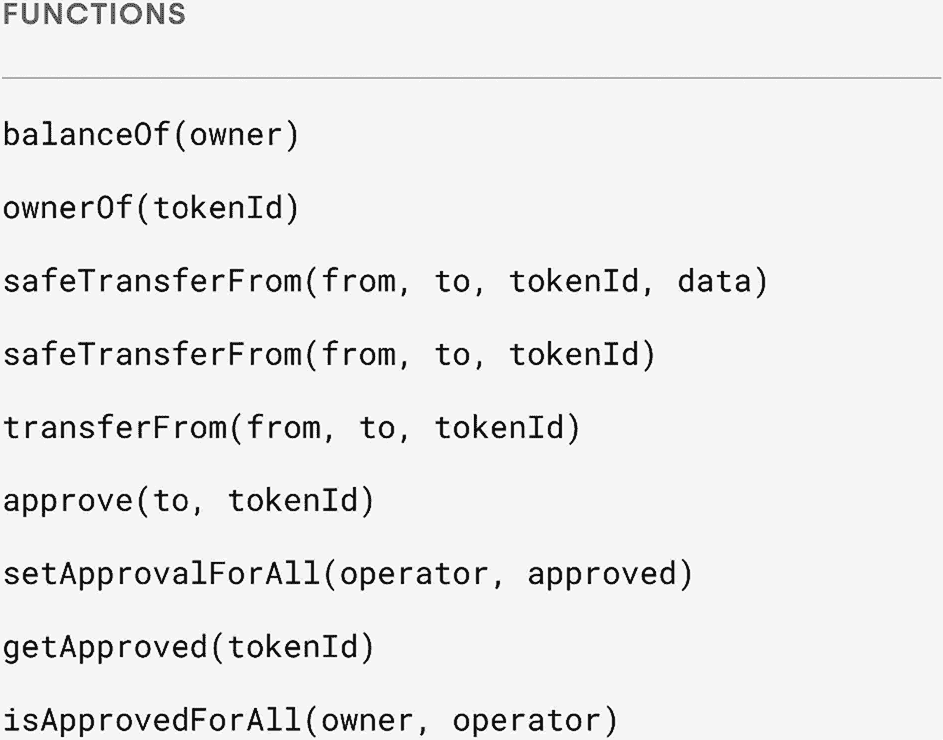 FUNCTIONS
balanceOf(owner)
ownerOf(tokenId)
safeTransferFrom(from, to, tokenId, data)
safeTransferFrom(from, to, tokenId)
transferFrom(from, to, tokenId)
approve(to, tokenId)
setApprovalForAll(operator, approved)
getApproved(tokenId)
isApprovedForAll(owner, operator)